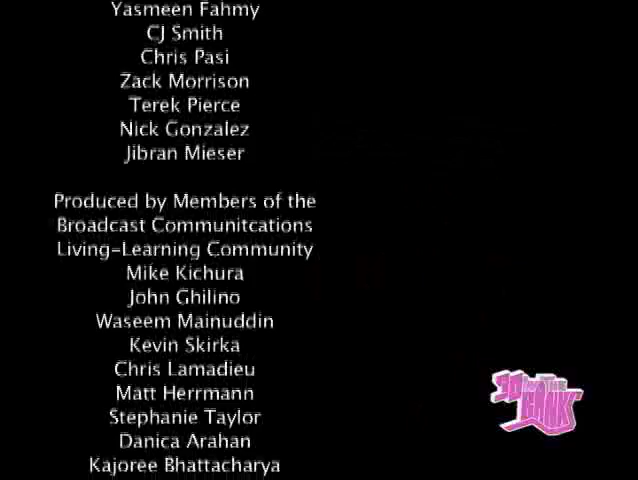 Yasmeen Fahmy
CJ Smith
Chris Pasi
Zack Morrison
Terek Pierce
Nick Gonzalez
Jibran Mieser
Produced by Members of the
Broadcast Communitcations
Living-Learning Community
Mike Kichura
John Ghilino
Waseem Mainuddin
Kevin Skirka
Chris Lamadieu
Matt Herrmann
Stephanie Taylor
Danica Arahan
Kajoree Bhattacharya